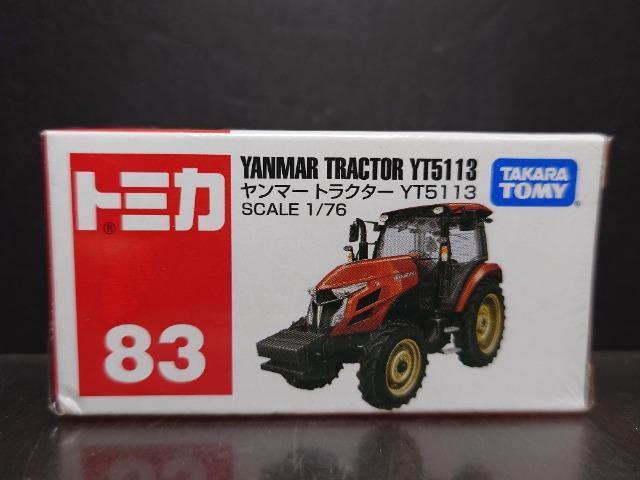 トミカ
®
83
YANMAR TRACTOR YT5113
ヤンマートラクター YT5113
SCALE 1/76
TAKARA
TOMY
®